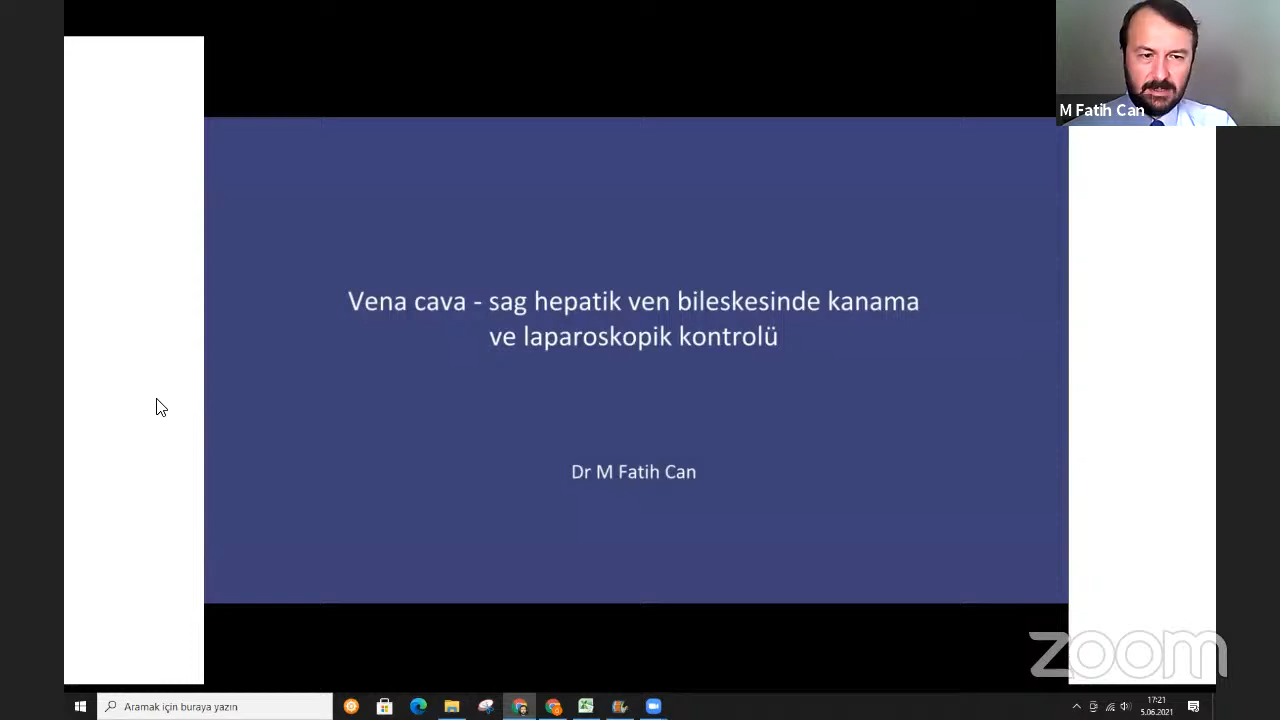 M Fatih Can
Vena cava - sag hepatik ven bileskesinde kanama
ve laparoskopik kontrolü
Dr M Fatih Can
zoom
Aramak için buraya yazın
17:21
5.06.2021